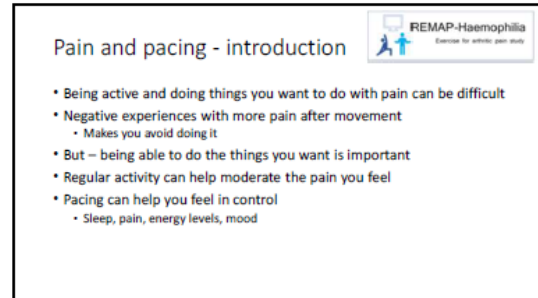 REMAP-Haemophilia
Exercise for arthritic pain study
Pain and pacing - introduction
• Being active and doing things you want to do with pain can be difficult
• Negative experiences with more pain after movement
• Makes you avoid doing it
• But – being able to do the things you want is important
• Regular activity can help moderate the pain you feel
• Pacing can help you feel in control
• Sleep, pain, energy levels, mood